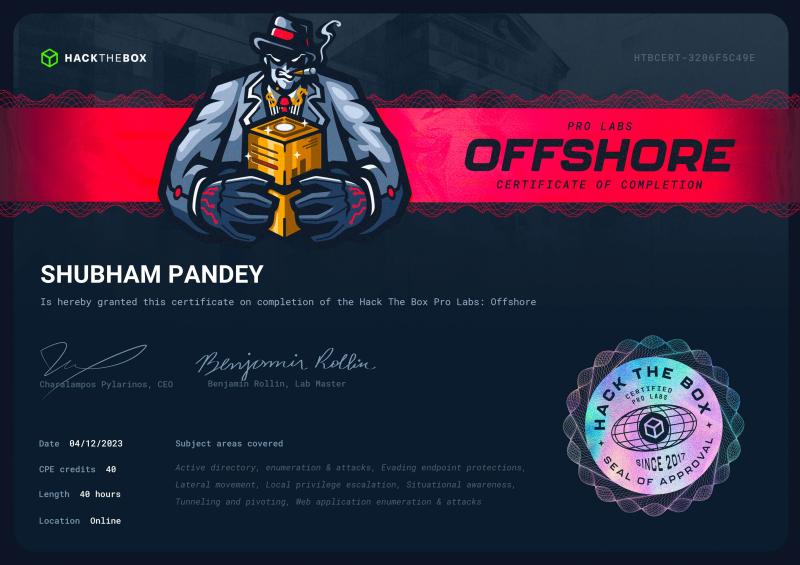 HACKTHEBOX
HTBCERT-3206F5C49E
PRO LABS
OFFSHORE
CERTIFICATE OF COMPLETION
SHUBHAM PANDEY
Is hereby granted this certificate on completion of the Hack The Box Pro Labs: Offshore
Benjamin Rollin
Charalampos Pylarinos, CEO
Benjamin Rollin, Lab Master
Date 04/12/2023
CPE credits 40
Length 40 hours
Location Online
Subject areas covered
Active directory, enumeration & attacks, Evading endpoint protections,
Lateral movement, Local privilege escalation, Situational awareness,
Tunneling and pivoting, Web application enumeration & attacks
HACK THE BOX
CERTIFIED
PRO LABS
SINCE 2017
SEAL OF APPROVAL